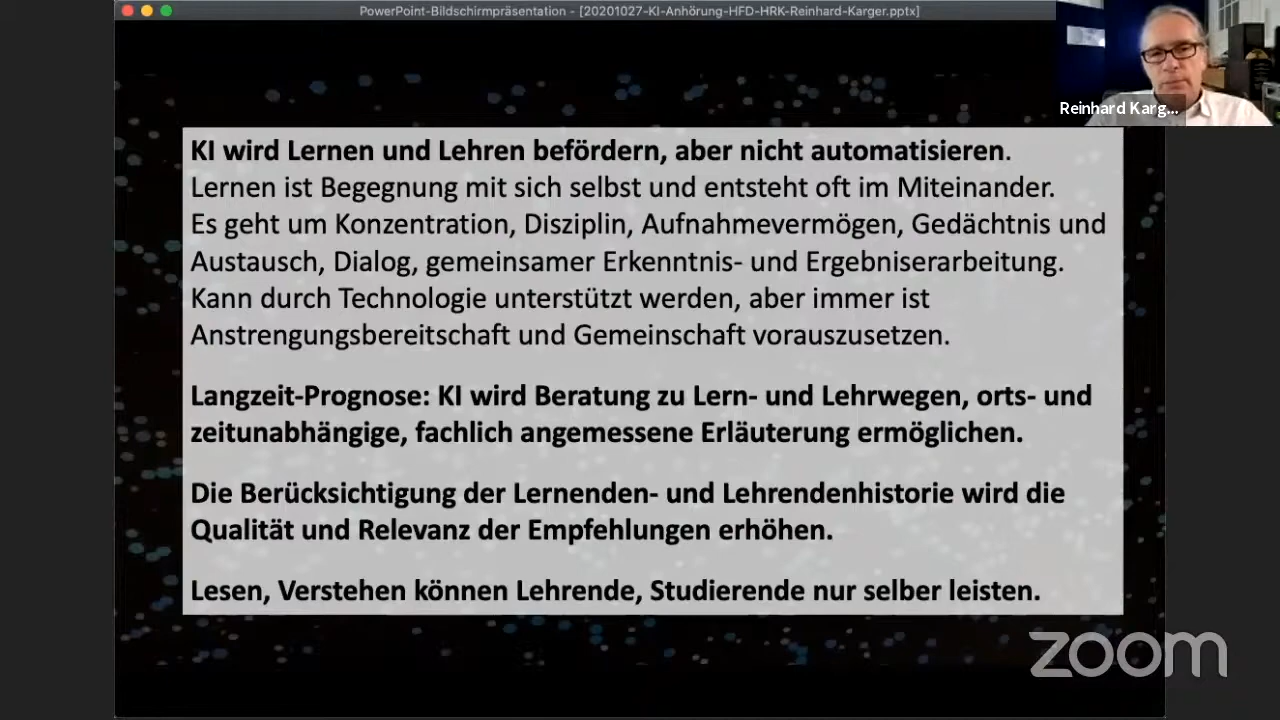 PowerPoint-Bildschirmpräsentation - [20201027-KI-Anhörung-HFD-HRK-Reinhard-Karger.pptx]
Reinhard Karg...
KI wird Lernen und Lehren befördern, aber nicht automatisieren.
Lernen ist Begegnung mit sich selbst und entsteht oft im Miteinander.
Es geht um Konzentration, Disziplin, Aufnahmevermögen, Gedächtnis und
Austausch, Dialog, gemeinsamer Erkenntnis- und Ergebniserarbeitung.
Kann durch Technologie unterstützt werden, aber immer ist
Anstrengungsbereitschaft und Gemeinschaft vorauszusetzen.
Langzeit-Prognose: KI wird Beratung zu Lern- und Lehrwegen, orts- und
zeitunabhängige, fachlich angemessene Erläuterung ermöglichen.
Die Berücksichtigung der Lernenden- und Lehrendenhistorie wird die
Qualität und Relevanz der Empfehlungen erhöhen.
Lesen, Verstehen können Lehrende, Studierende nur selber leisten.
zoom